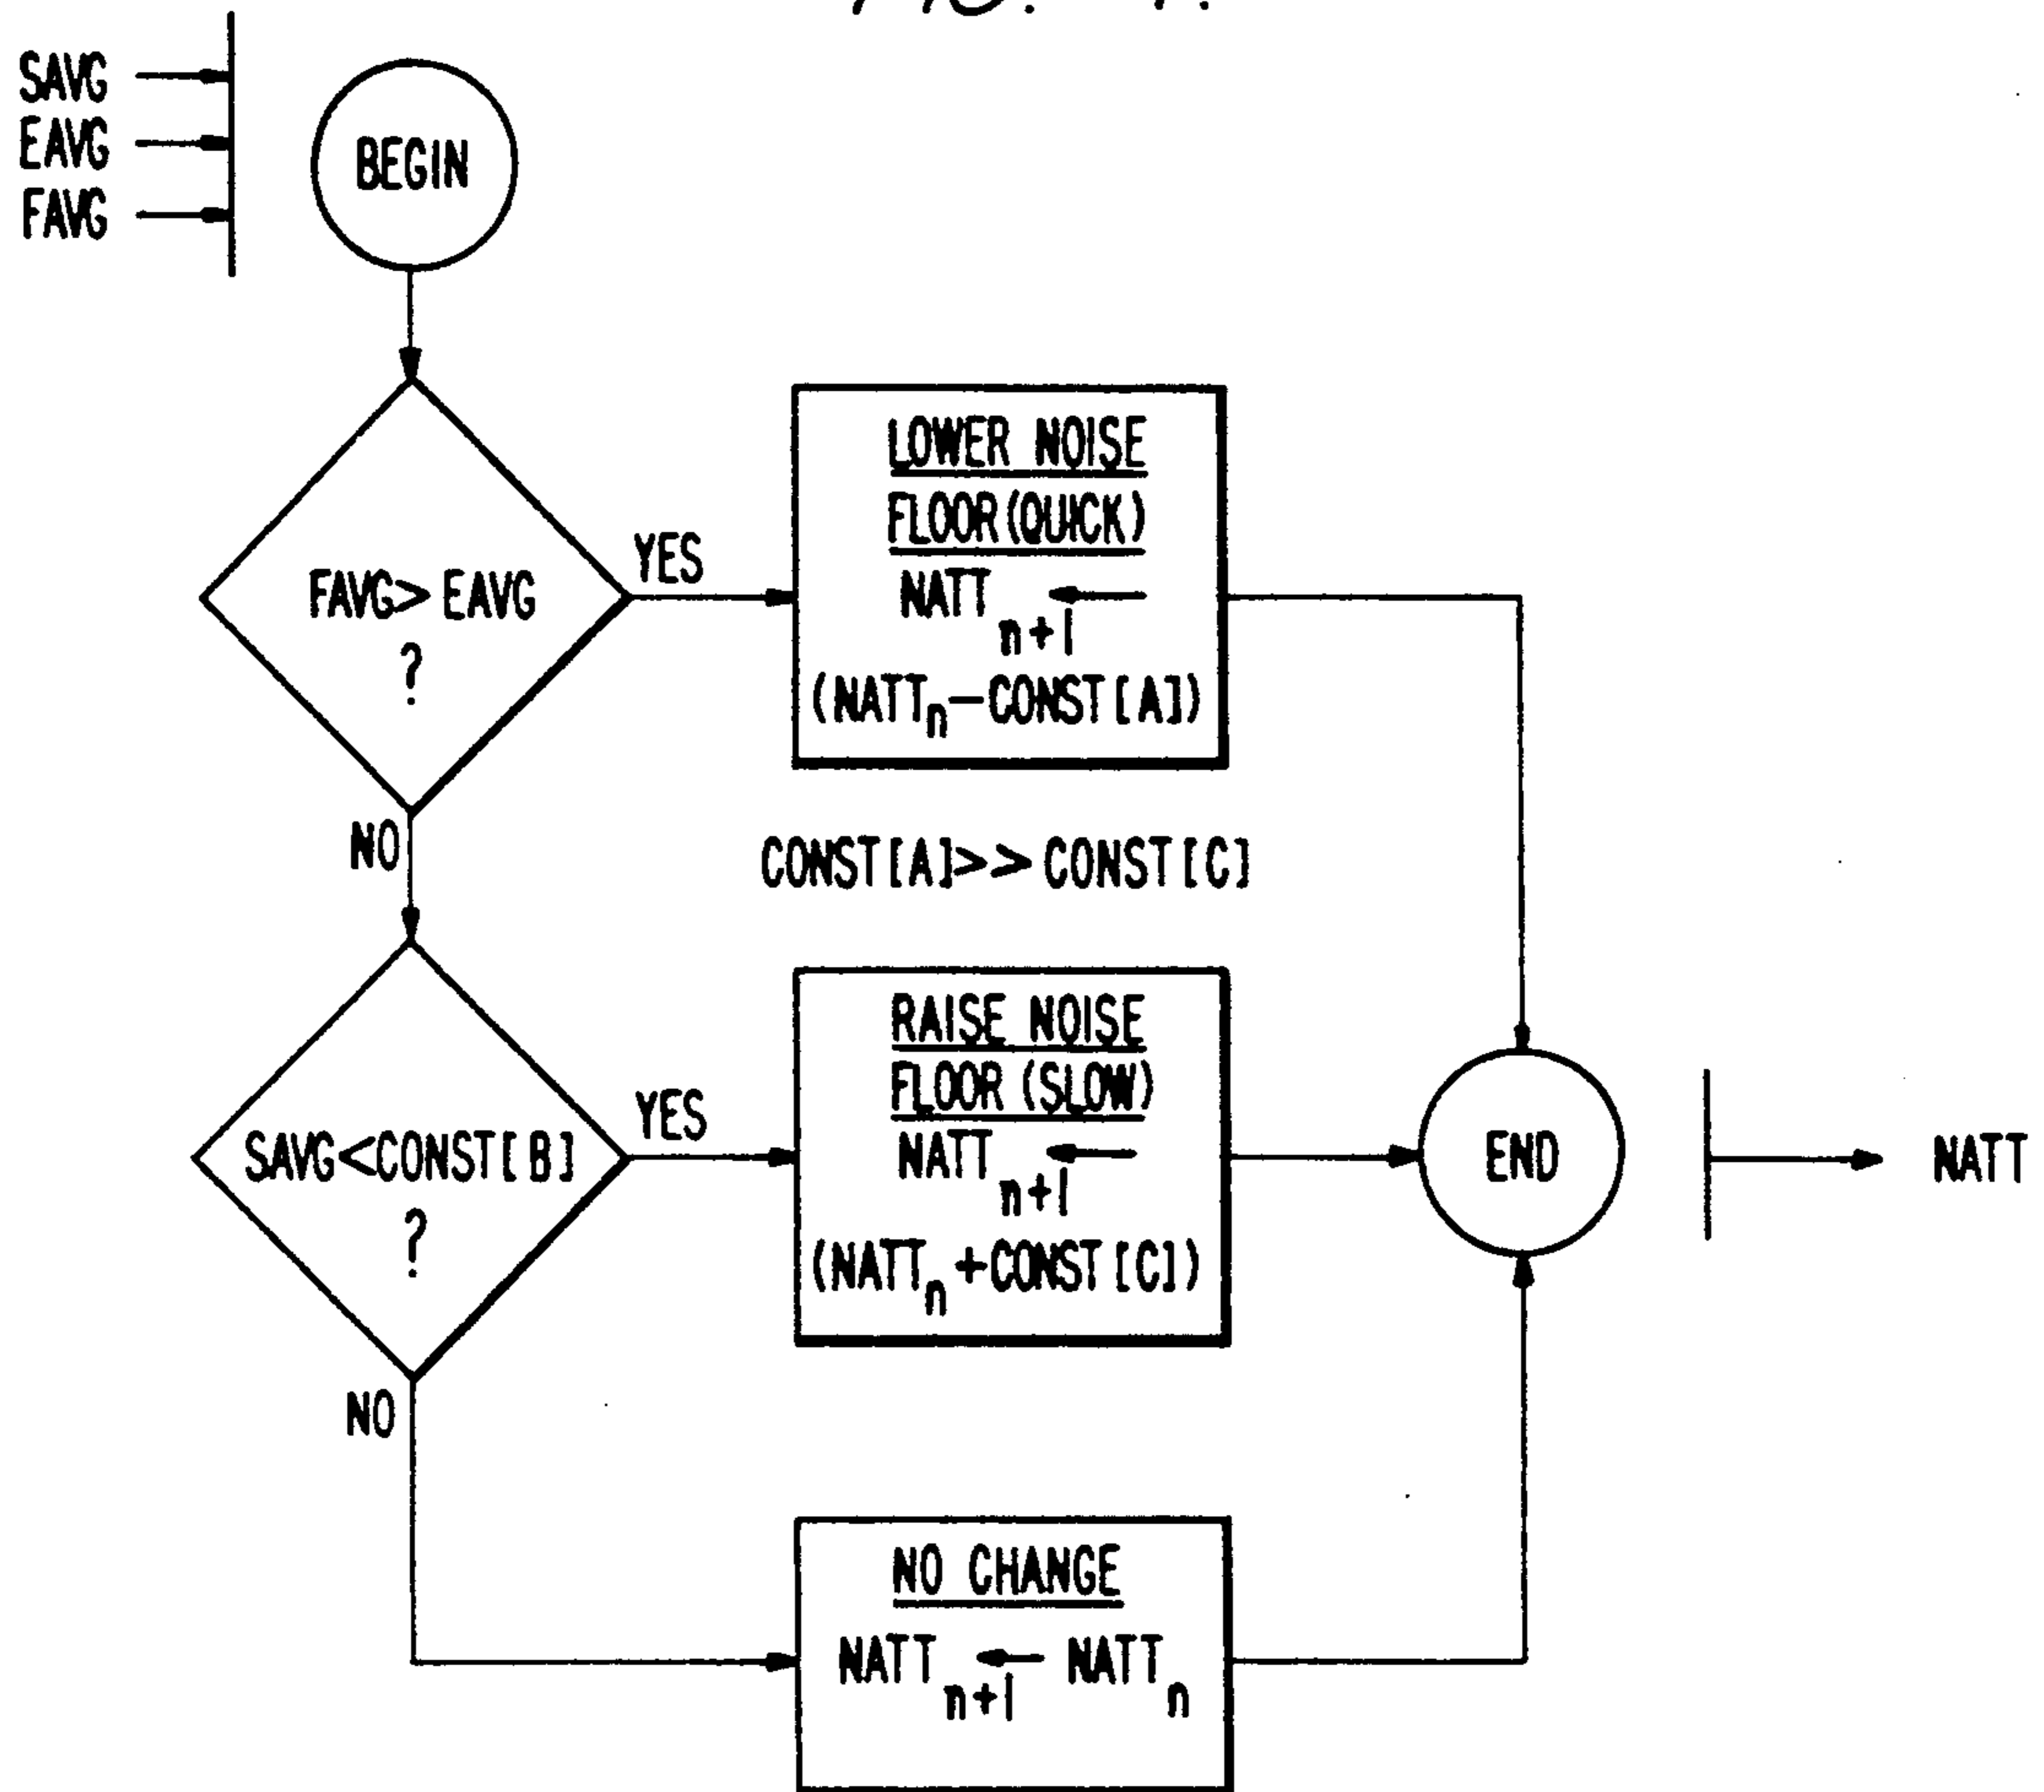 SAVG
EAVG
FAVG
BEGIN
FAVG> EAVG
?
YES
NO
LOWER NOISE
FLOOR(QUICK)
NATT n+1 ←
(NATTn−CONST[A])
CONST[A]>> CONST[C]
SAVG<CONST[B]
?
YES
NO
RAISE NOISE
FLOOR (SLOW)
NATT n+1 ←
(NATTn+CONST[C])
END
NATT
NO CHANGE
NATT n+1 ← NATT n